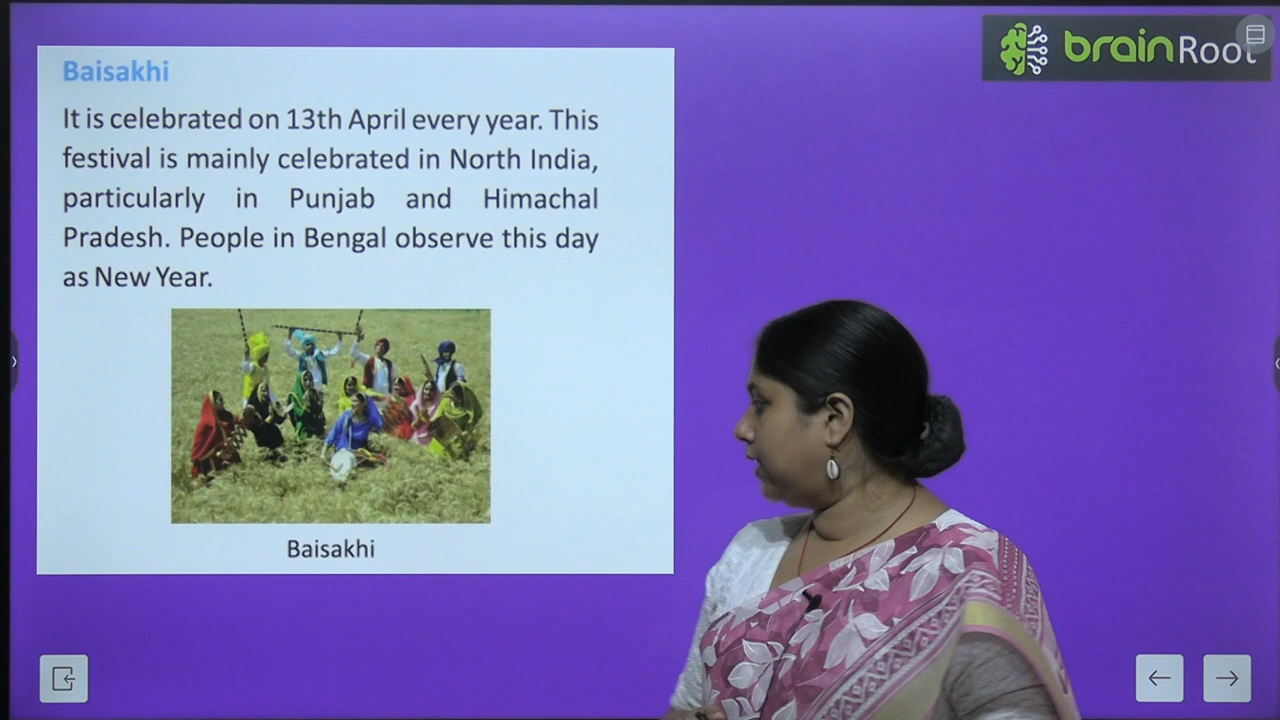 Baisakhi
brainRoot
It is celebrated on 13th April every year. This
festival is mainly celebrated in North India,
particularly in Punjab and Himachal
Pradesh. People in Bengal observe this day
as New Year.
Baisakhi